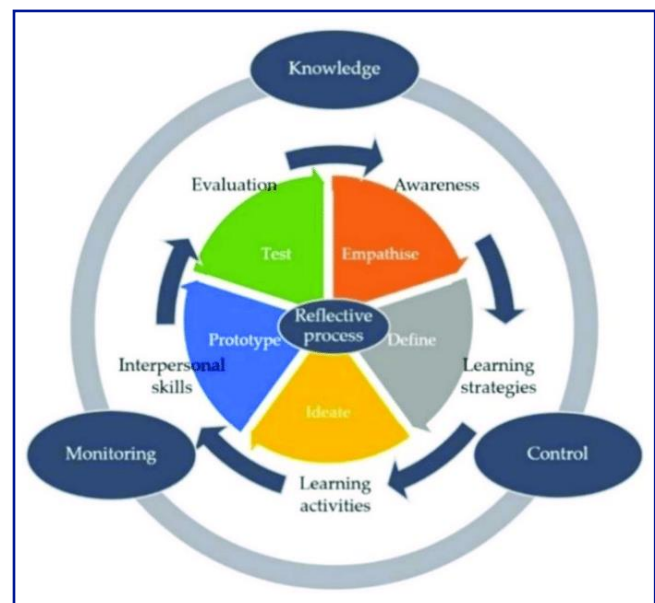 Knowledge
Evaluation
Awareness
Test
Empathise
Reflective
process
Prototype
Define
Interpersonal
skills
Learning
strategies
Ideate
Monitoring
Control
Learning
activities